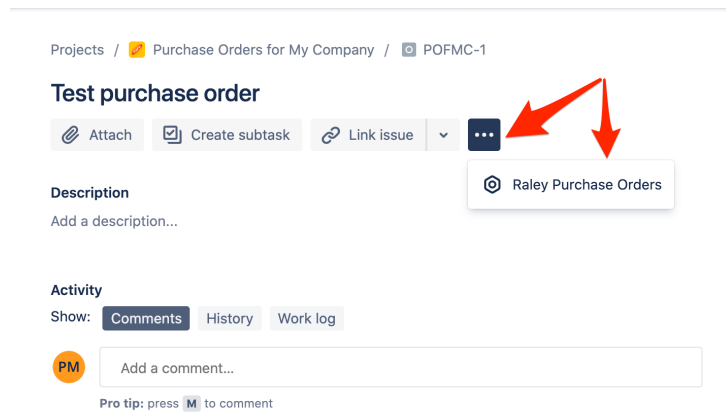 Projects / Purchase Orders for My Company / POFMC-1
Test purchase order
Attach Create subtask Link issue
Raley Purchase Orders
Description
Add a description...
Activity
Show: Comments History Work log
PM Add a comment...
Pro tip: press M to comment